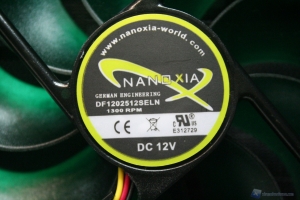 www.nanoxia-world.com
NANOXIA
GERMAN ENGINEERING
DF1202512SELN
1300 RPM
CE
E312729
DC 12V